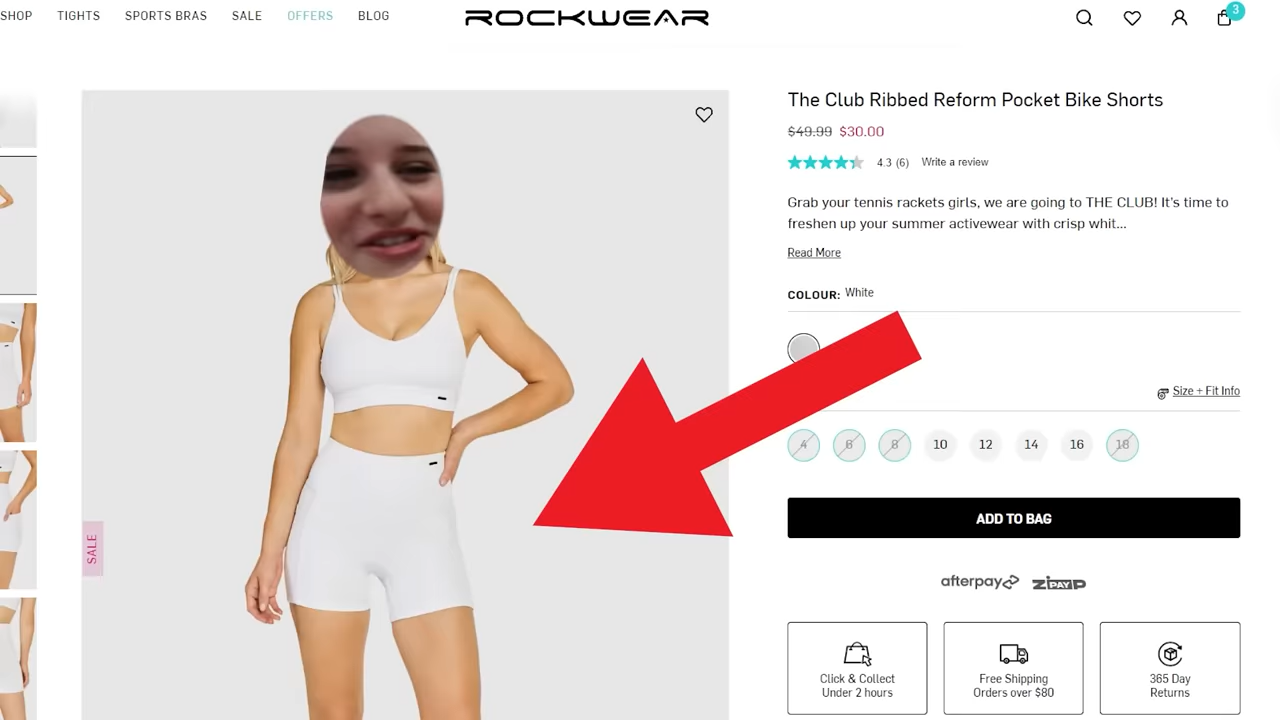 SHOP TIGHTS SPORTS BRAS SALE OFFERS BLOG
ROCKWEAR
3
The Club Ribbed Reform Pocket Bike Shorts
$49.99 $30.00
4.3 (6) Write a review
Grab your tennis rackets girls, we are going to THE CLUB! It's time to
freshen up your summer activewear with crisp whit...
Read More
COLOUR: White
Size + Fit Info
4 6 8 10 12 14 16 18
SALE
ADD TO BAG
afterpay ZIPAY
Click & Collect
Under 2 hours
Free Shipping
Orders over $80
365 Day
Returns